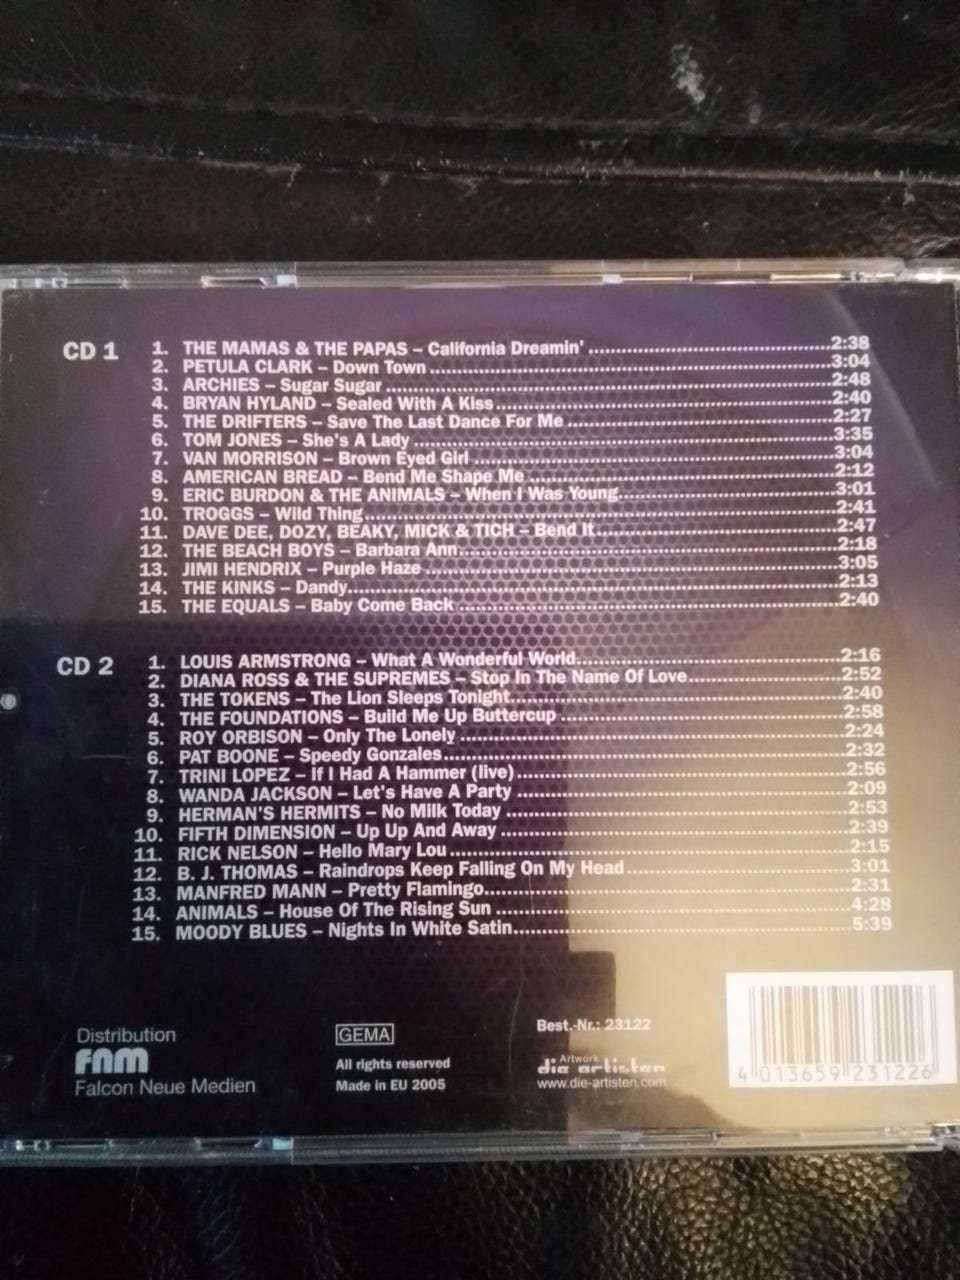 CD 1
1. THE MAMAS & THE PAPAS – California Dreamin' 2:38
2. PETULA CLARK – Down Town 3:04
3. ARCHIES – Sugar Sugar 2:48
4. BRYAN HYLAND – Sealed With A Kiss 2:40
5. THE DRIFTERS – Save The Last Dance For Me 2:27
6. TOM JONES – She's A Lady 3:35
7. VAN MORRISON – Brown Eyed Girl 3:04
8. AMERICAN BREAD – Bend Me Shape Me 2:12
9. ERIC BURDON & THE ANIMALS – When I Was Young 3:01
10. TROGGS – Wild Thing 2:41
11. DAVE DEE, DOZY, BEAKY, MICK & TICH – Bend It 2:47
12. THE BEACH BOYS – Barbara Ann 2:18
13. JIMI HENDRIX – Purple Haze 3:05
14. THE KINKS – Dandy 2:13
15. THE EQUALS – Baby Come Back 2:40
CD 2
1. LOUIS ARMSTRONG – What A Wonderful World 2:16
2. DIANA ROSS & THE SUPREMES – Stop In The Name Of Love 2:52
3. THE TOKENS – The Lion Sleeps Tonight 2:40
4. THE FOUNDATIONS – Build Me Up Buttercup 2:58
5. ROY ORBISON – Only The Lonely 2:24
6. PAT BOONE – Speedy Gonzales 2:32
7. TRINI LOPEZ – If I Had A Hammer (live) 2:56
8. WANDA JACKSON – Let's Have A Party 2:09
9. HERMAN'S HERMITS – No Milk Today 2:53
10. FIFTH DIMENSION – Up Up And Away 2:39
11. RICK NELSON – Hello Mary Lou 2:15
12. B. J. THOMAS – Raindrops Keep Falling On My Head 3:01
13. MANFRED MANN – Pretty Flamingo 2:31
14. ANIMALS – House Of The Rising Sun 4:28
15. MOODY BLUES – Nights In White Satin 5:39
Distribution
FNM
Falcon Neue Medien
GEMA
All rights reserved
Made in EU 2005
Best.-Nr.: 23122
Artwork
die artisten
www.die-artisten.com
4 013659 231226